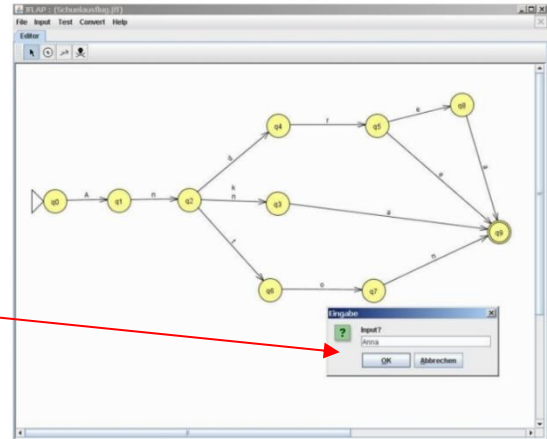 JFLAP : (Schuelausflug.jff)
File Input Test Convert Help
Editor
q8
e
q4
r
q5
d
e
e
k
q0
A
q1
n
q2
n
q3
a
q9
r
n
q6
o
q7
Eingabe
Input?
Anna
OK Abbrechen